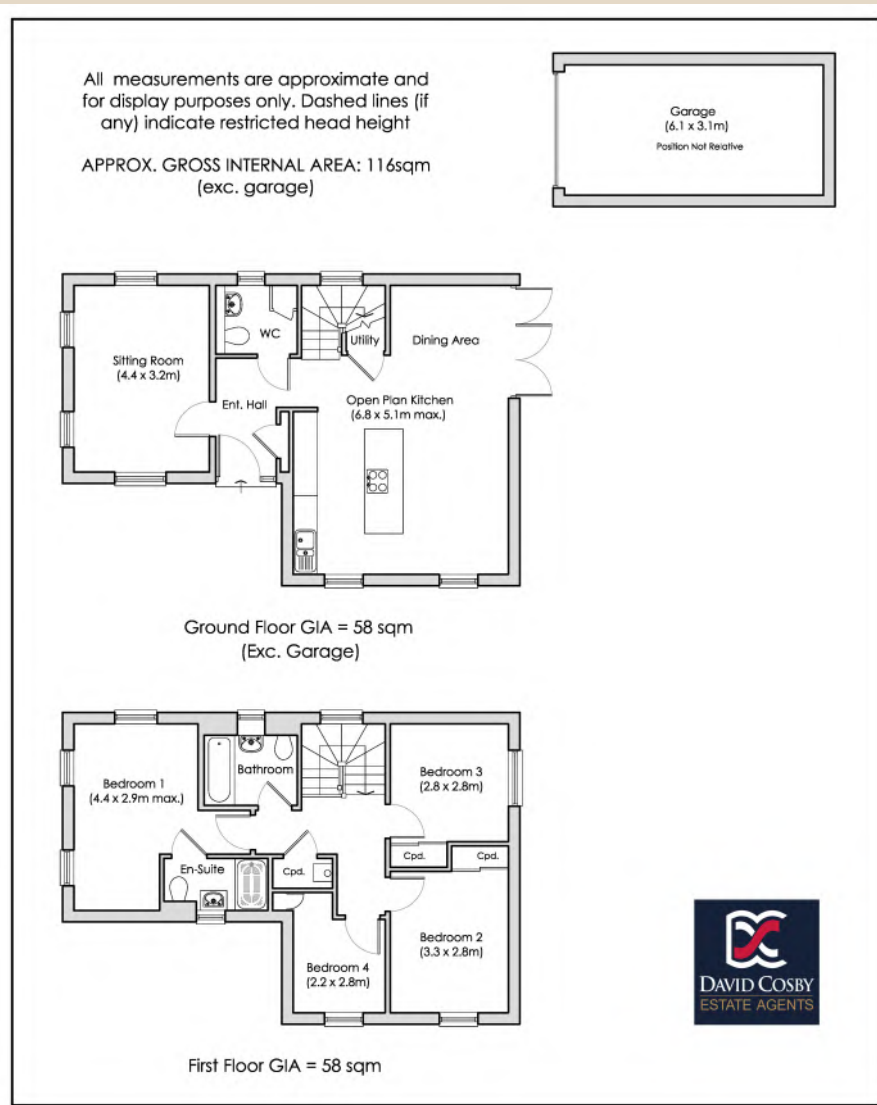 All measurements are approximate and
for display purposes only. Dashed lines (if
any) indicate restricted head height
APPROX. GROSS INTERNAL AREA: 116sqm
(exc. garage)
Garage
(6.1 x 3.1m)
Position Not Relative
WC
Utility
Dining Area
Sitting Room
(4.4 x 3.2m)
Ent. Hall
Open Plan Kitchen
(6.8 x 5.1m max.)
Ground Floor GIA = 58 sqm
(Exc. Garage)
Bathroom
Bedroom 3
(2.8 x 2.8m)
Bedroom 1
(4.4 x 2.9m max.)
Cpd.
Cpd.
En-Suite
Cpd.
Bedroom 2
(3.3 x 2.8m)
Bedroom 4
(2.2 x 2.8m)
DAVID COSBY
ESTATE AGENTS
First Floor GIA = 58 sqm